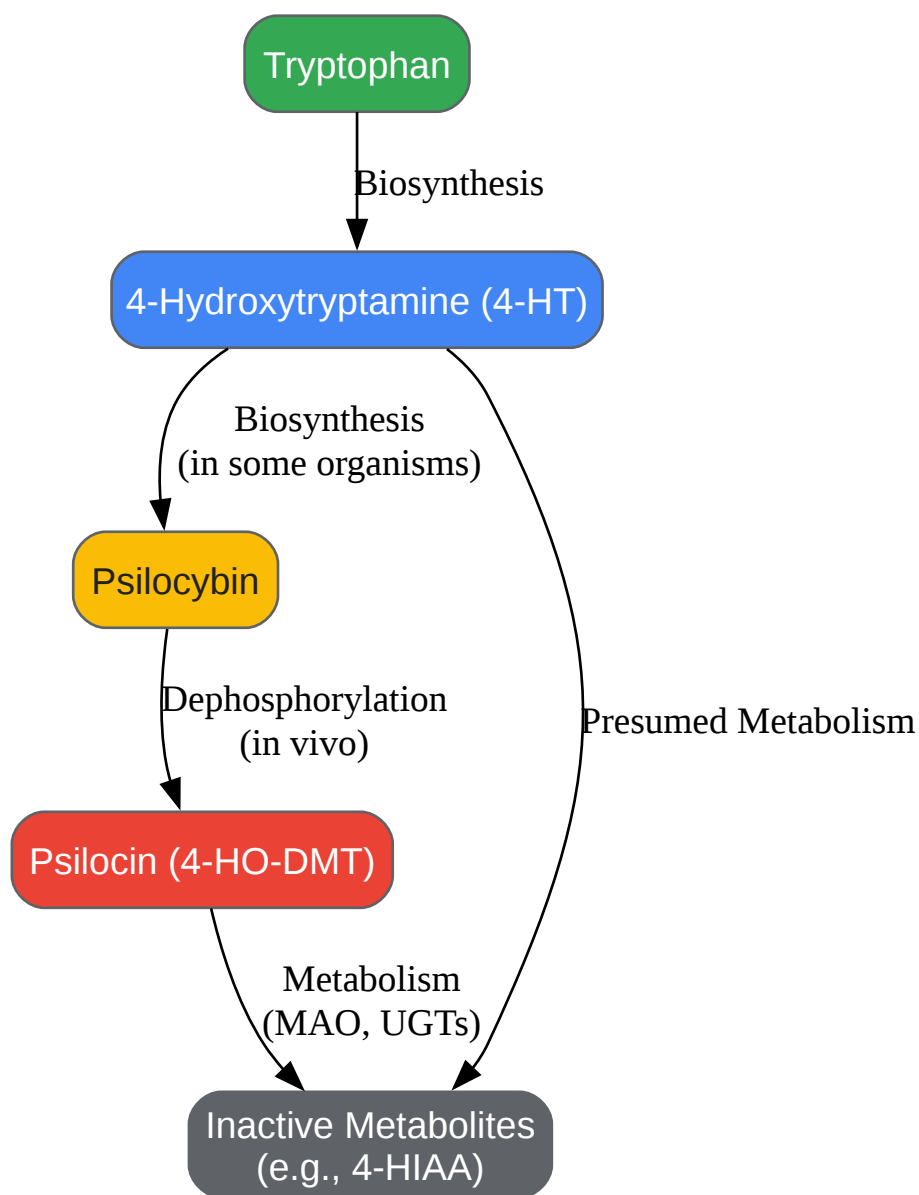 Tryptophan
Biosynthesis
4-Hydroxytryptamine (4-HT)
Biosynthesis
(in some organisms)
Psilocybin
Dephosphorylation
(in vivo)
Presumed Metabolism
Psilocin (4-HO-DMT)
Metabolism
(MAO, UGTs)
Inactive Metabolites
(e.g., 4-HIAA)